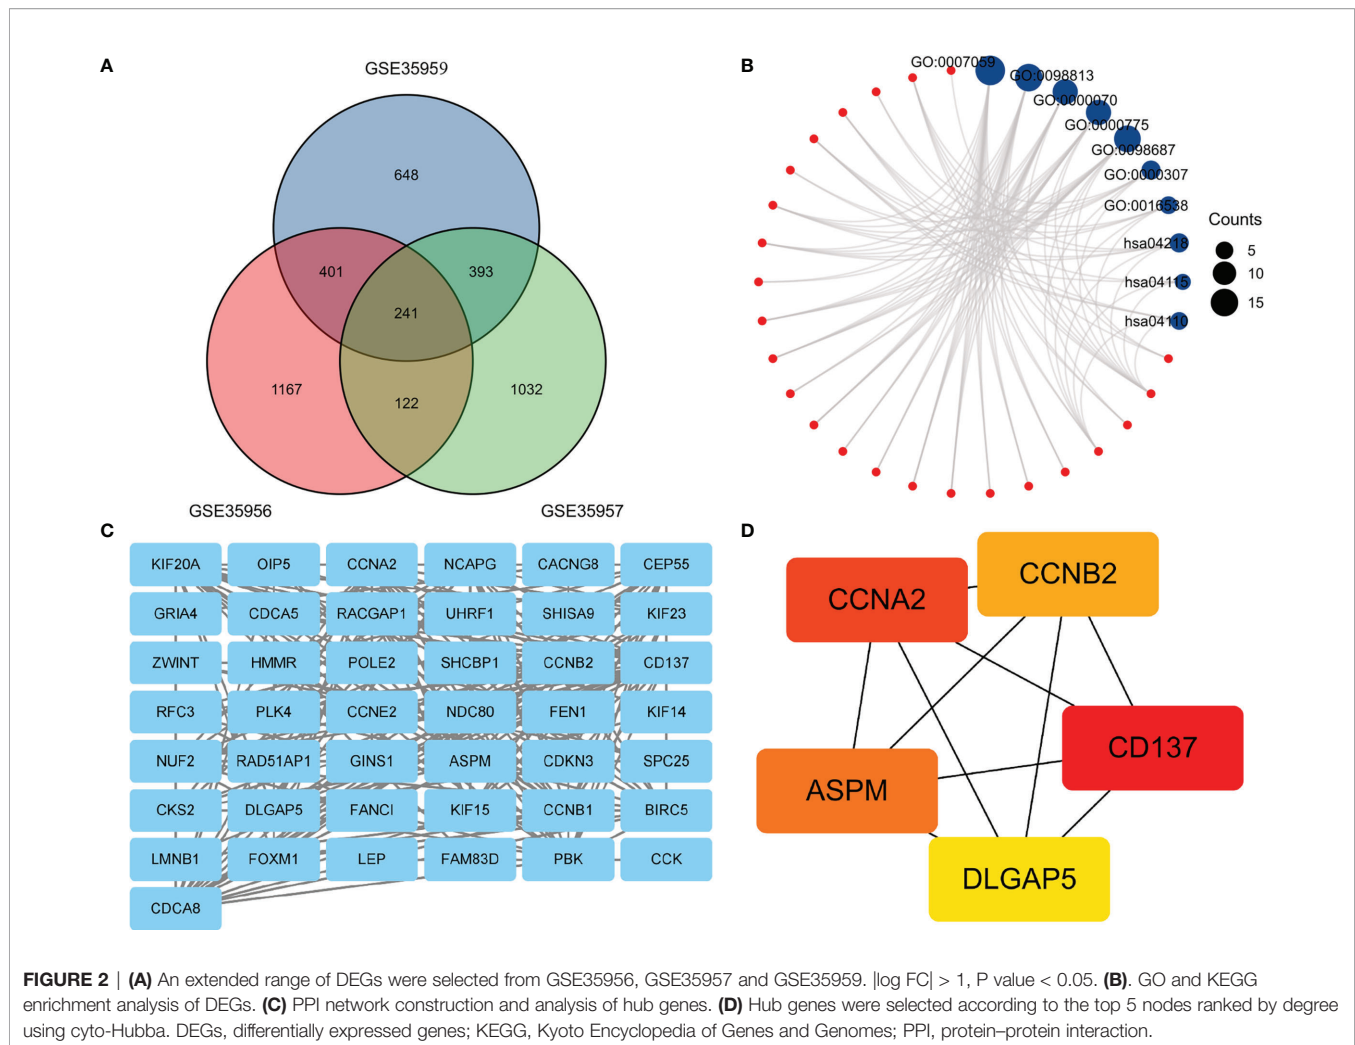 A
GSE35959
648
401
393
241
1167
122
1032
GSE35956
GSE35957
B
GO:0007059
GO:0098813
GO:0000070
GO:0000775
GO:0098687
GO:0000307
GO:0016538
hsa04218
hsa04115
hsa04110
Counts
5
10
15
C
KIF20A OIP5 CCNA2 NCAPG CACNG8 CEP55
GRIA4 CDCA5 RACGAP1 UHRF1 SHISA9 KIF23
ZWINT HMMR POLE2 SHCBP1 CCNB2 CD137
RFC3 PLK4 CCNE2 NDC80 FEN1 KIF14
NUF2 RAD51AP1 GINS1 ASPM CDKN3 SPC25
CKS2 DLGAP5 FANCI KIF15 CCNB1 BIRC5
LMNB1 FOXM1 LEP FAM83D PBK CCK
CDCA8
D
CCNA2
CCNB2
CD137
ASPM
DLGAP5
FIGURE 2 | (A) An extended range of DEGs were selected from GSE35956, GSE35957 and GSE35959. |log FC| > 1, P value < 0.05. (B). GO and KEGG
enrichment analysis of DEGs. (C) PPI network construction and analysis of hub genes. (D) Hub genes were selected according to the top 5 nodes ranked by degree
using cyto-Hubba. DEGs, differentially expressed genes; KEGG, Kyoto Encyclopedia of Genes and Genomes; PPI, protein–protein interaction.